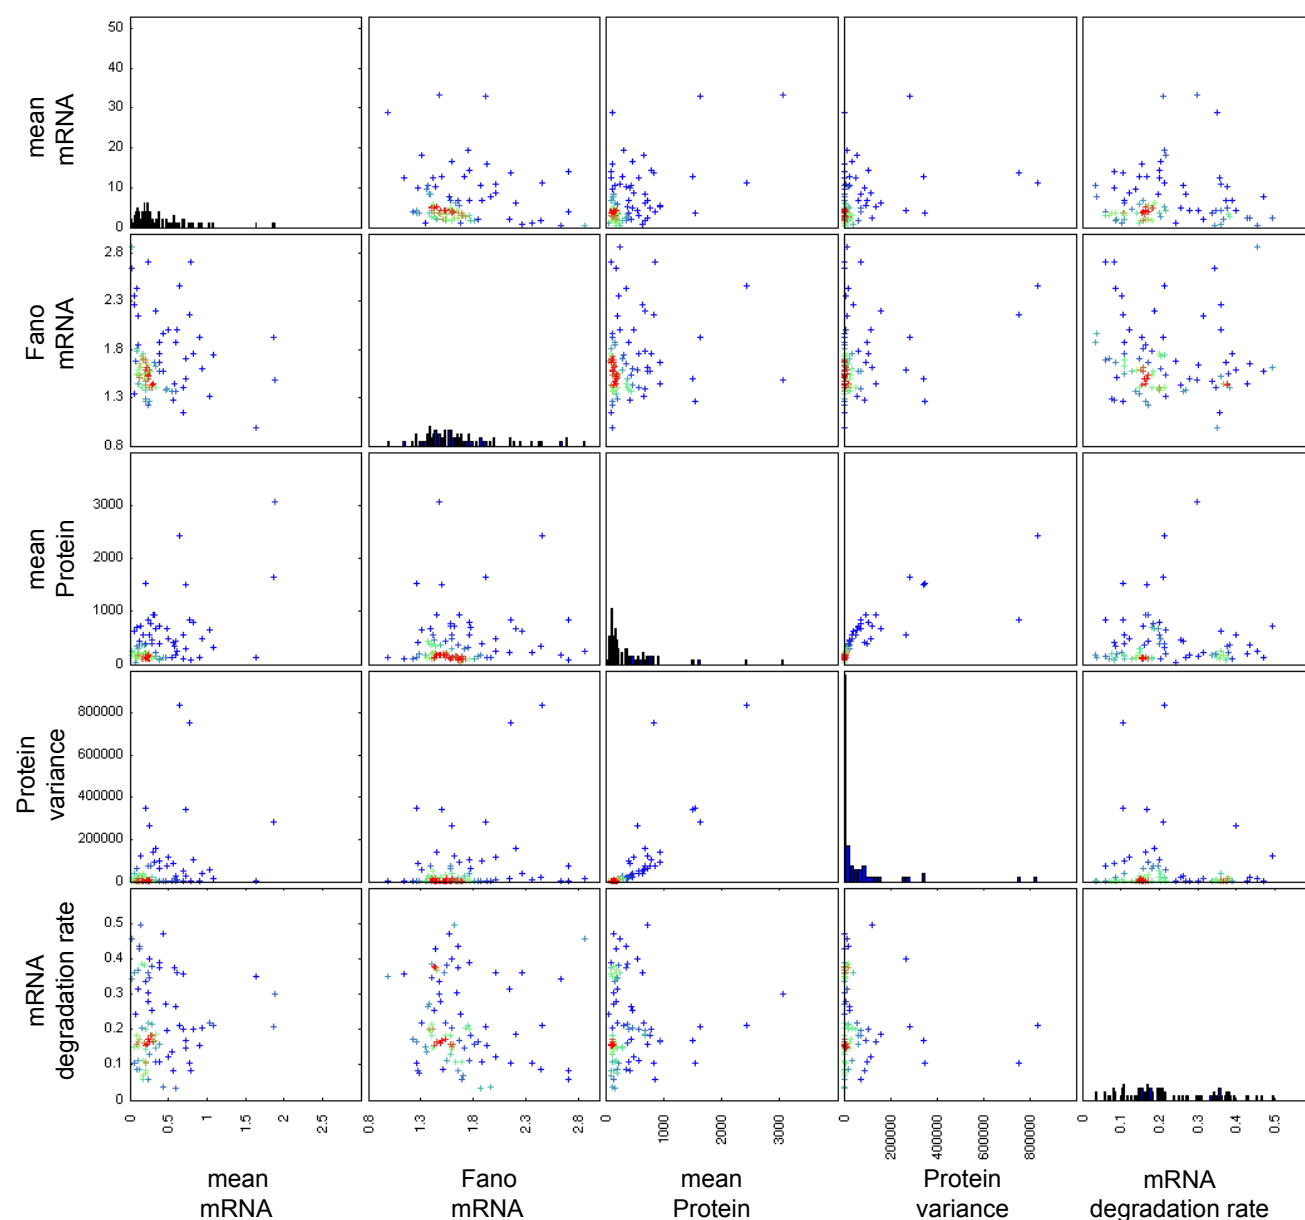 50
40
30
20
10
0
mean
mRNA
2.8
2.3
1.8
1.3
0.8
Fano
mRNA
3000
2000
1000
0
mean
Protein
800000
600000
400000
200000
0
Protein
variance
0.5
0.4
0.3
0.2
0.1
0
mRNA
degradation rate
0 0.5 1 1.5 2 2.5
0.8 1.3 1.8 2.3 2.8
0 1000 2000 3000
0 200000 400000 600000 800000
0 0.1 0.2 0.3 0.4 0.5
mean
mRNA
Fano
mRNA
mean
Protein
Protein
variance
mRNA
degradation rate